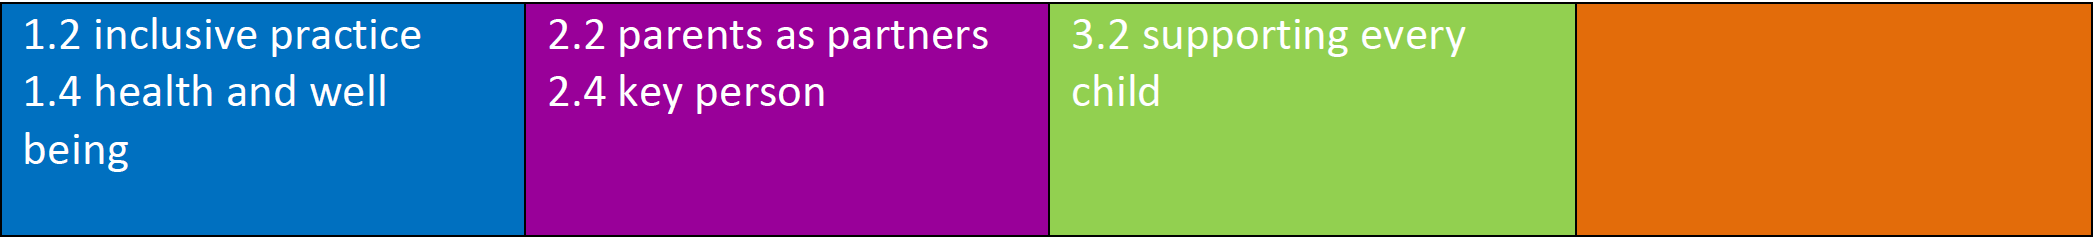 1.2 inclusive practice
1.4 health and well
being
2.2 parents as partners
2.4 key person
3.2 supporting every
child